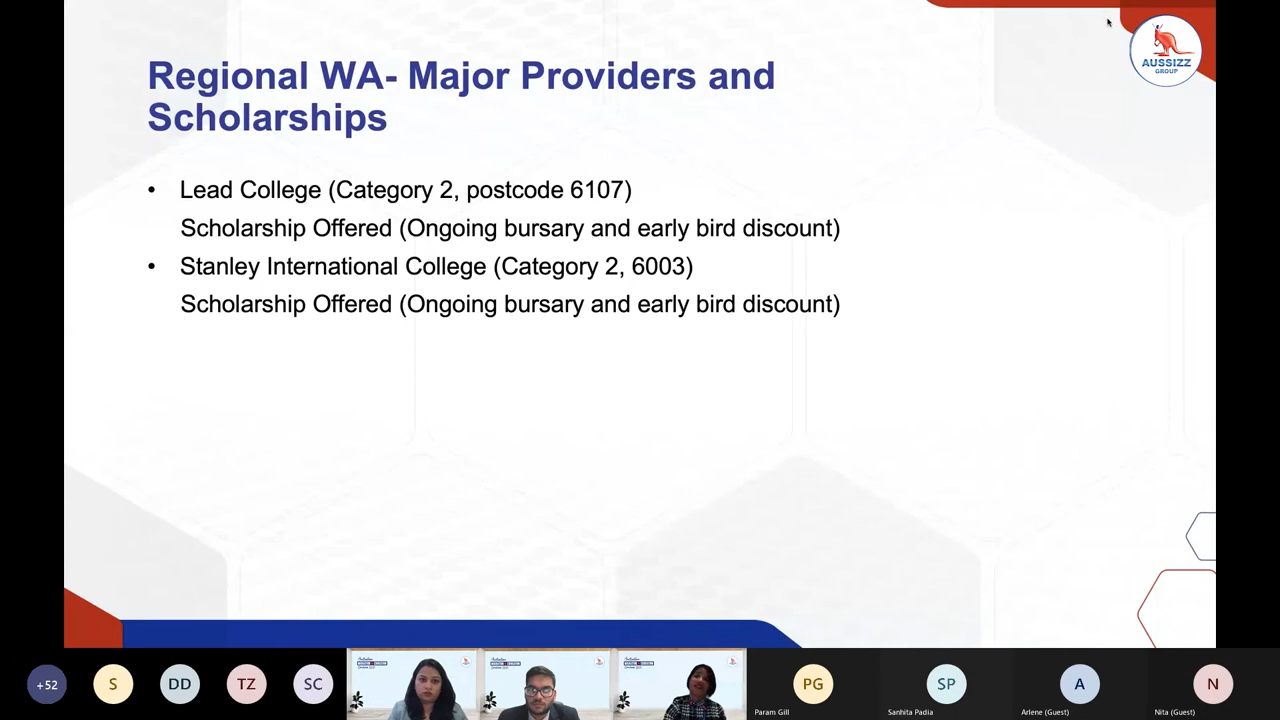 AUSSIZZ
GROUP
Regional WA- Major Providers and
Scholarships
• Lead College (Category 2, postcode 6107)
Scholarship Offered (Ongoing bursary and early bird discount)
• Stanley International College (Category 2, 6003)
Scholarship Offered (Ongoing bursary and early bird discount)
+52
S
DD
TZ
SC
PG
SP
A
N
Param Gill
Sanhita Padia
Arlene (Guest)
Nita (Guest)